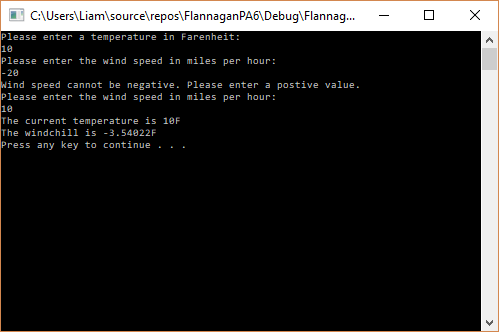 C:\Users\Liam\source\repos\FlannaganPA6\Debug\Flannag...
Please enter a temperature in Farenheit:
10
Please enter the wind speed in miles per hour:
-20
Wind speed cannot be negative. Please enter a postive value.
Please enter the wind speed in miles per hour:
10
The current temperature is 10F
The windchill is -3.54022F
Press any key to continue . . .